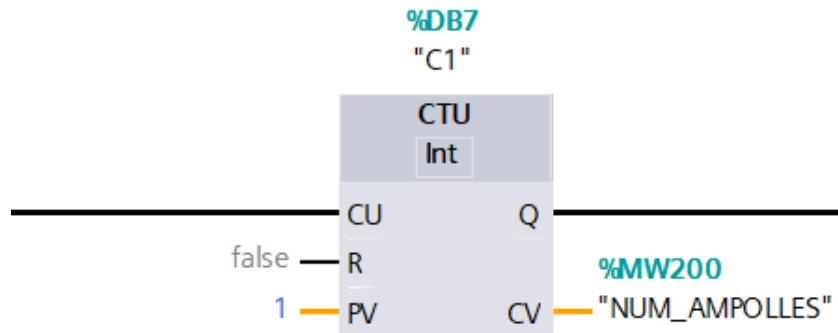 %DB7
"C1"
CTU
Int
CU Q
false R
%MW200
1 PV CV "NUM_AMPOLLES"